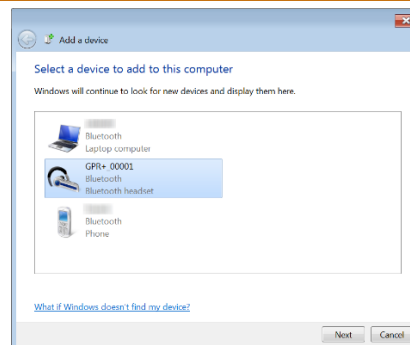 Add a device
Select a device to add to this computer
Windows will continue to look for new devices and display them here.
Bluetooth
Laptop computer
GPR+_00001
Bluetooth
Bluetooth headset
Bluetooth
Phone
What if Windows doesn't find my device?
Next
Cancel